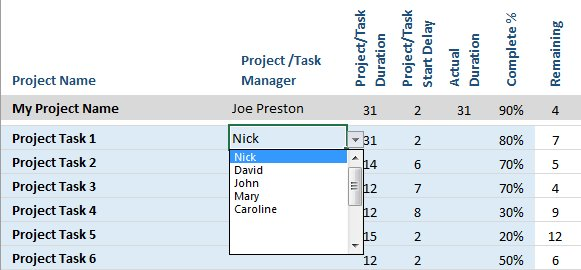 Project Name Project /Task Manager Project/Task Duration Project/Task Start Delay Actual Duration Complete % Remaining
My Project Name Joe Preston 31 2 31 90% 4
Project Task 1 Nick 31 2 80% 7
Nick
Project Task 2 14 6 70% 5
David
John
Project Task 3 12 7 70% 4
Mary
Project Task 4 12 8 30% 9
Caroline
Project Task 5 15 2 20% 12
Project Task 6 12 2 50% 6